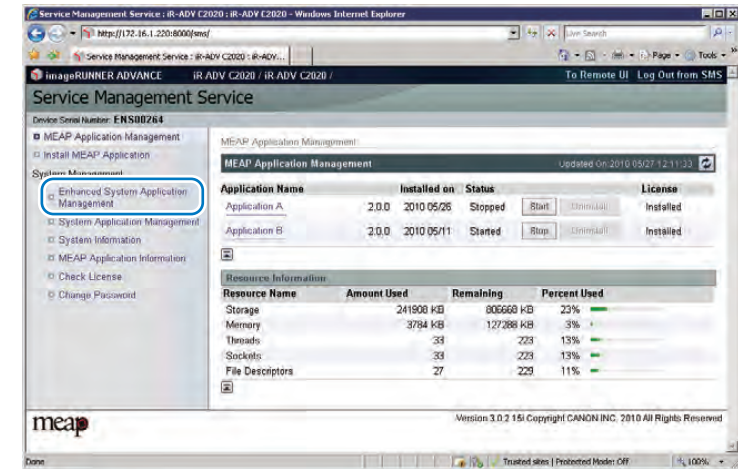 Service Management Service : iR-ADV C2020 : iR-ADV C2020 - Windows Internet Explorer
http://172.16.1.220:8000/sms/
Live Search
Service Management Service : iR-ADV C2020 : iR-ADV...
Page Tools
imageRUNNER ADVANCE iR-ADV C2020 / iR-ADV C2020 /
To Remote UI Log Out from SMS
Service Management Service
Device Serial Number: ENS00264
MEAP Application Management
Install MEAP Application
System Management
Enhanced System Application
Management
System Application Management
System Information
MEAP Application Information
Check License
Change Password
MEAP Application Management
MEAP Application Management Updated On:2010 05/27 12:11:33
Application Name Installed on Status License
Application A 2.0.0 2010 05/26 Stopped Start Uninstall Installed
Application B 2.0.0 2010 05/11 Started Stop Uninstall Installed
Resource Information
Resource Name Amount Used Remaining Percent Used
Storage 241908 KB 806668 KB 23%
Memory 3784 KB 127288 KB 3%
Threads 33 223 13%
Sockets 33 223 13%
File Descriptors 27 229 11%
meap
Version 3.0.2 15i Copyright CANON INC. 2010 All Rights Reserved
Done
Trusted sites | Protected Mode: Off
100%